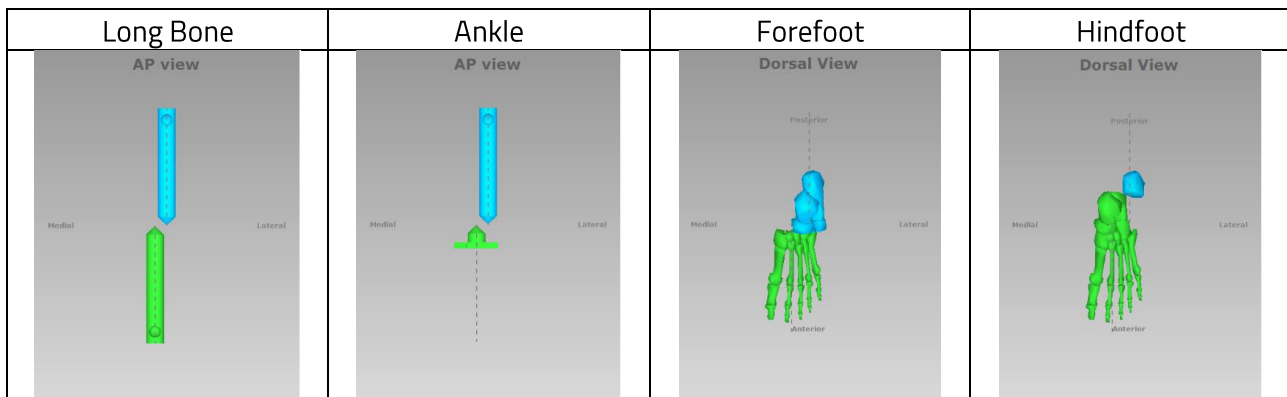 Long Bone
Ankle
Forefoot
Hindfoot
AP view
AP view
Dorsal View
Dorsal View
Posterior
Posterior
Medial
Lateral
Medial
Lateral
Medial
Lateral
Medial
Lateral
Anterior
Anterior